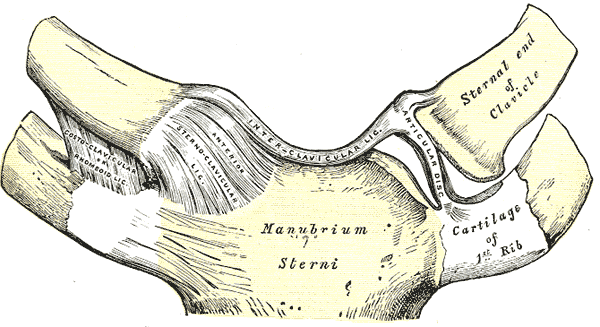 COSTO-CLAVICULAR
OR
RHOMBOID LIG.
ANTERIOR
STERNO-CLAVICULAR
LIG.
INTER-CLAVICULAR LIG.
ARTICULAR DISC
Sternal end
of
Clavicle
Manubrium
Sterni
Cartilage
of
1st Rib